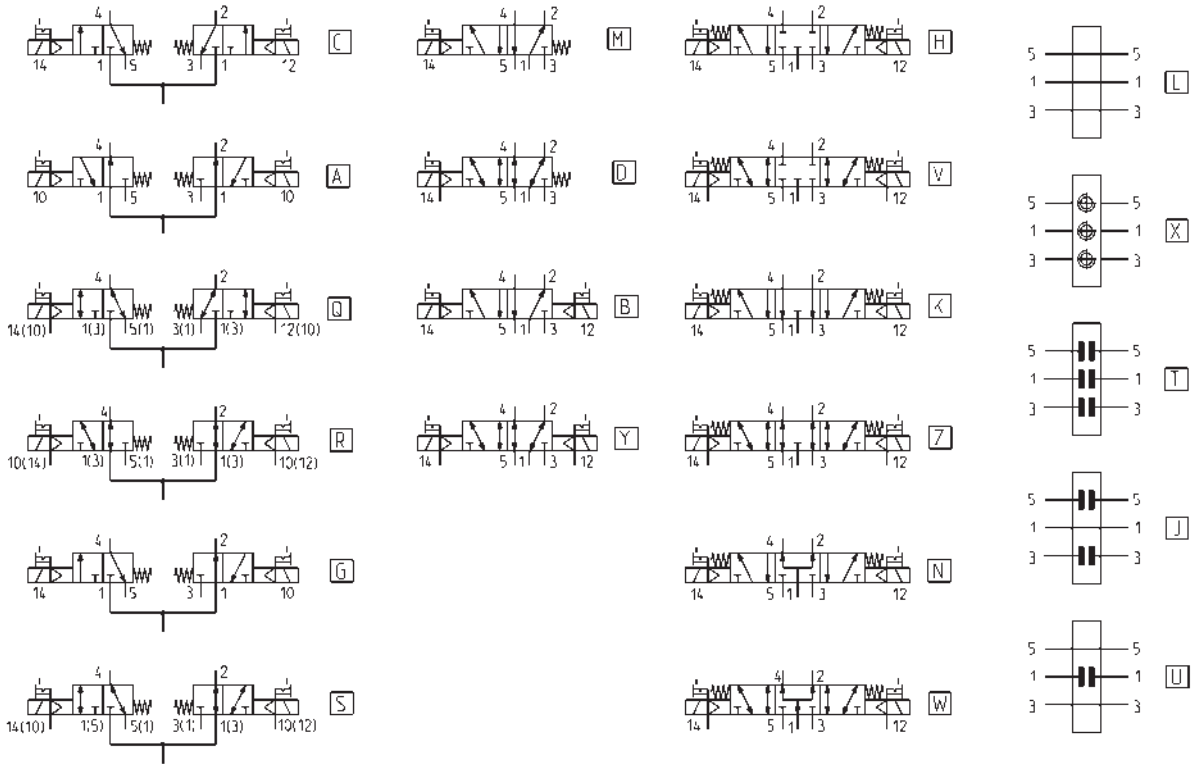 4 2 C
14 1 5 3 1 12
4 2 M
14 5 1 3
4 2 H
14 5 1 3 12
5 5
1 1 L
3 3
4 2 A
10 1 5 3 1 10
4 2 D
14 5 1 3
4 2 V
14 5 1 3 12
5 5
1 1 X
3 3
4 2 Q
14(10) 1(3) 5(1) 3(1) 1(3) 12(10)
4 2 B
14 5 1 3 12
4 2 K
14 5 1 3 12
5 5
1 1 T
3 3
4 2 R
10(14) 1(3) 5(1) 3(1) 1(3) 10(12)
4 2 Y
14 5 1 3 12
4 2 7
14 5 1 3 12
5 5
1 1 J
3 3
4 2 G
14 1 5 3 1 10
4 2 N
14 5 1 3 12
5 5
1 1 U
3 3
4 2 S
14(10) 1(5) 5(1) 3(1) 1(3) 10(12)
4 2 W
14 5 1 3 12